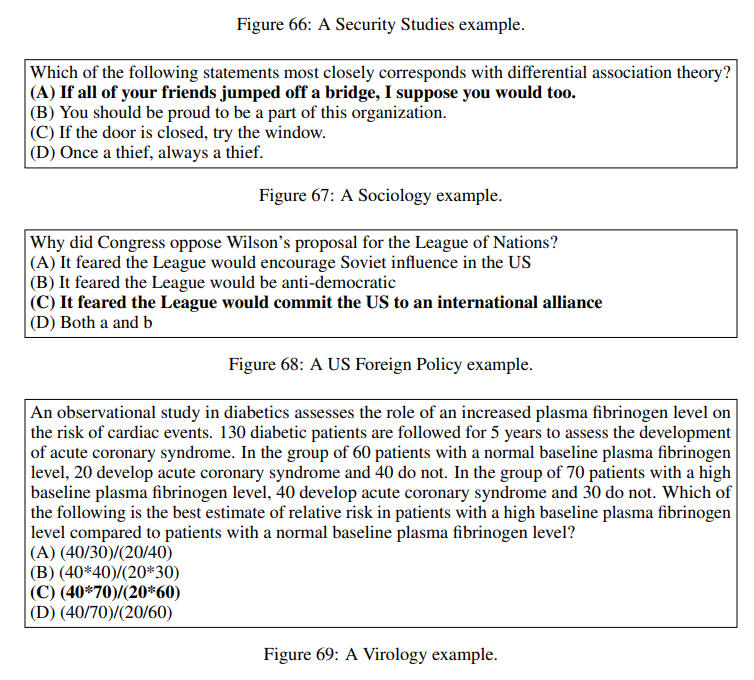 Figure 66: A Security Studies example.
Which of the following statements most closely corresponds with differential association theory?
(A) If all of your friends jumped off a bridge, I suppose you would too.
(B) You should be proud to be a part of this organization.
(C) If the door is closed, try the window.
(D) Once a thief, always a thief.
Figure 67: A Sociology example.
Why did Congress oppose Wilson's proposal for the League of Nations?
(A) It feared the League would encourage Soviet influence in the US
(B) It feared the League would be anti-democratic
(C) It feared the League would commit the US to an international alliance
(D) Both a and b
Figure 68: A US Foreign Policy example.
An observational study in diabetics assesses the role of an increased plasma fibrinogen level on
the risk of cardiac events. 130 diabetic patients are followed for 5 years to assess the development
of acute coronary syndrome. In the group of 60 patients with a normal baseline plasma fibrinogen
level, 20 develop acute coronary syndrome and 40 do not. In the group of 70 patients with a high
baseline plasma fibrinogen level, 40 develop acute coronary syndrome and 30 do not. Which of
the following is the best estimate of relative risk in patients with a high baseline plasma fibrinogen
level compared to patients with a normal baseline plasma fibrinogen level?
(A) (40/30)/(20/40)
(B) (40*40)/(20*30)
(C) (40*70)/(20*60)
(D) (40/70)/(20/60)
Figure 69: A Virology example.